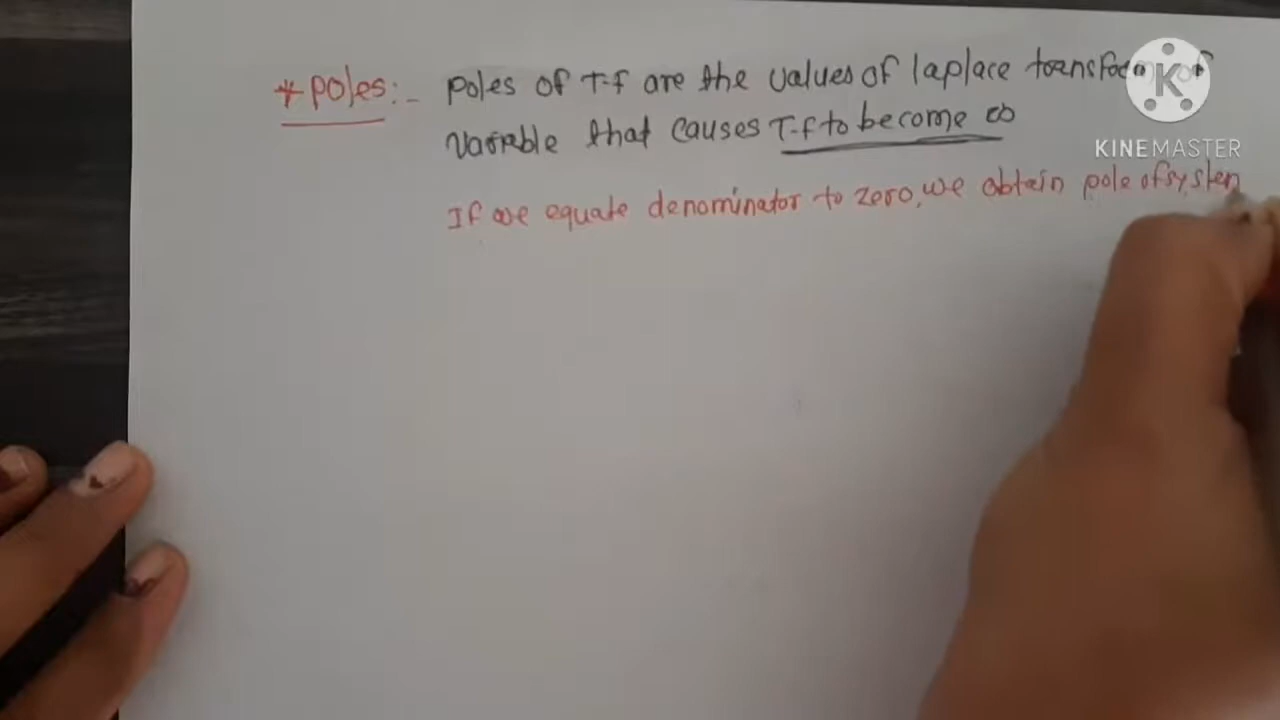 * Poles:- Poles of T-f are the values of laplace transform of
Variable that causes T-f to become ∞
If we equate denominator to zero, we obtain pole of system
KINEMASTER